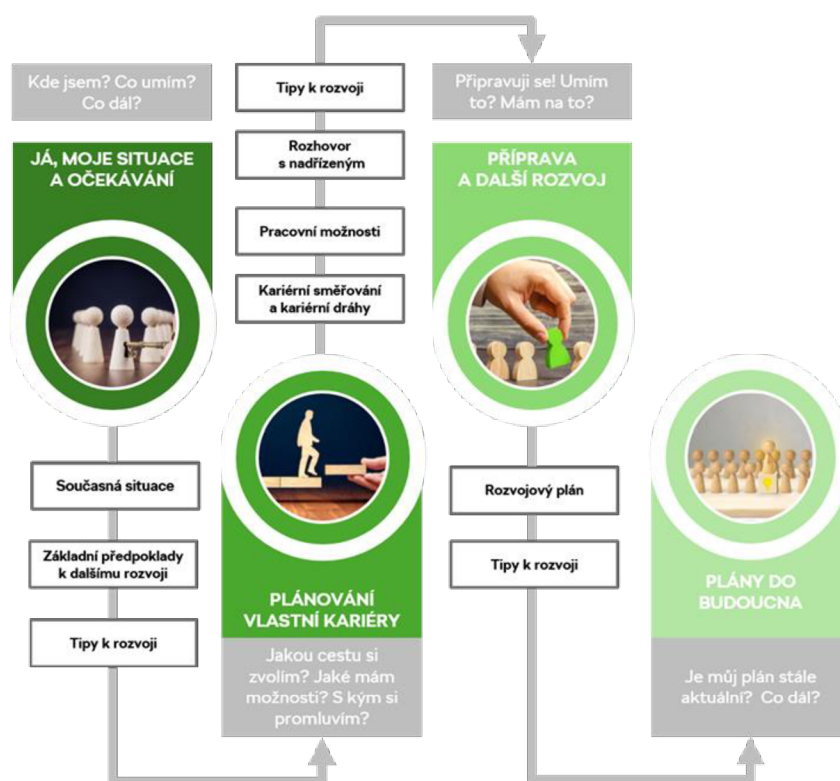 Kde jsem? Co umím?
Co dál?
JÁ, MOJE SITUACE
A OČEKÁVÁNÍ
Současná situace
Základní předpoklady
k dalšímu rozvoji
Tipy k rozvoji
Tipy k rozvoji
Rozhovor
s nadřízeným
Pracovní možnosti
Kariérní směřování
a kariérní dráhy
PLÁNOVÁNÍ
VLASTNÍ KARIÉRY
Jakou cestu si
zvolím? Jaké mám
možnosti? S kým si
promluvím?
Připravuji se! Umím
to? Mám na to?
PŘÍPRAVA
A DALŠÍ ROZVOJ
Rozvojový plán
Tipy k rozvoji
PLÁNY DO
BUDOUCNA
Je můj plán stále
aktuální? Co dál?